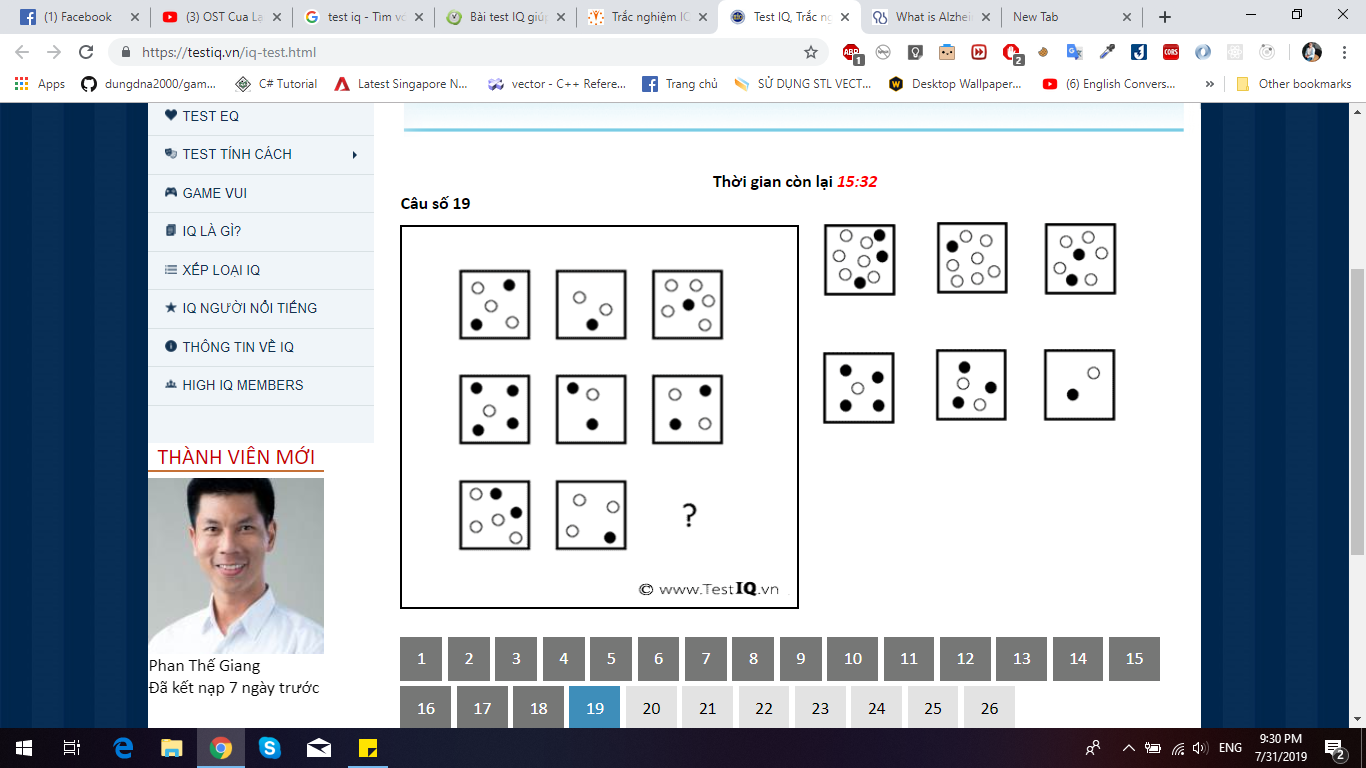 (1) Facebook
(3) OST Cua La
test iq - Tìm vớ
Bài test IQ giúp
Trắc nghiệm IC
Test IQ, Trắc ng
What is Alzhei
New Tab
https://testiq.vn/iq-test.html
ABP
1
2
CORS
Apps
dungdna2000/gam...
C# Tutorial
Latest Singapore N...
vector - C++ Refere...
Trang chủ
SỬ DỤNG STL VECT...
Desktop Wallpaper...
(6) English Convers...
»
Other bookmarks
TEST EQ
TEST TÍNH CÁCH
GAME VUI
IQ LÀ GÌ?
XẾP LOẠI IQ
IQ NGƯỜI NỔI TIẾNG
THÔNG TIN VỀ IQ
HIGH IQ MEMBERS
THÀNH VIÊN MỚI
Phan Thế Giang
Đã kết nạp 7 ngày trước
Thời gian còn lại 15:32
Câu số 19
?
© www.TestIQ.vn
1 2 3 4 5 6 7 8 9 10 11 12 13 14 15
16 17 18 19 20 21 22 23 24 25 26
ENG
9:30 PM
7/31/2019
2